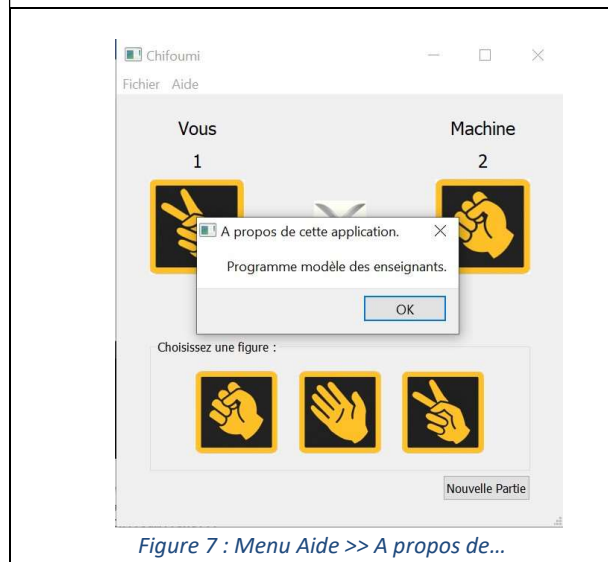 Chifoumi
Fichier Aide
Vous Machine
1 2
A propos de cette application.
Programme modèle des enseignants.
OK
Choisissez une figure :
Nouvelle Partie
Figure 7 : Menu Aide >> A propos de…